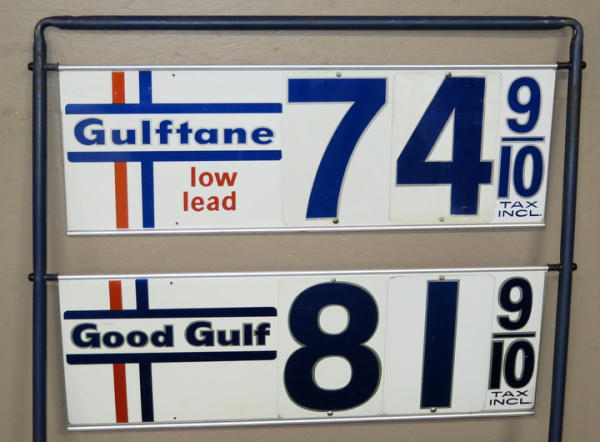 Gulftane
low
lead
74 9/10
TAX
INCL.
Good Gulf
81 9/10
TAX
INCL.